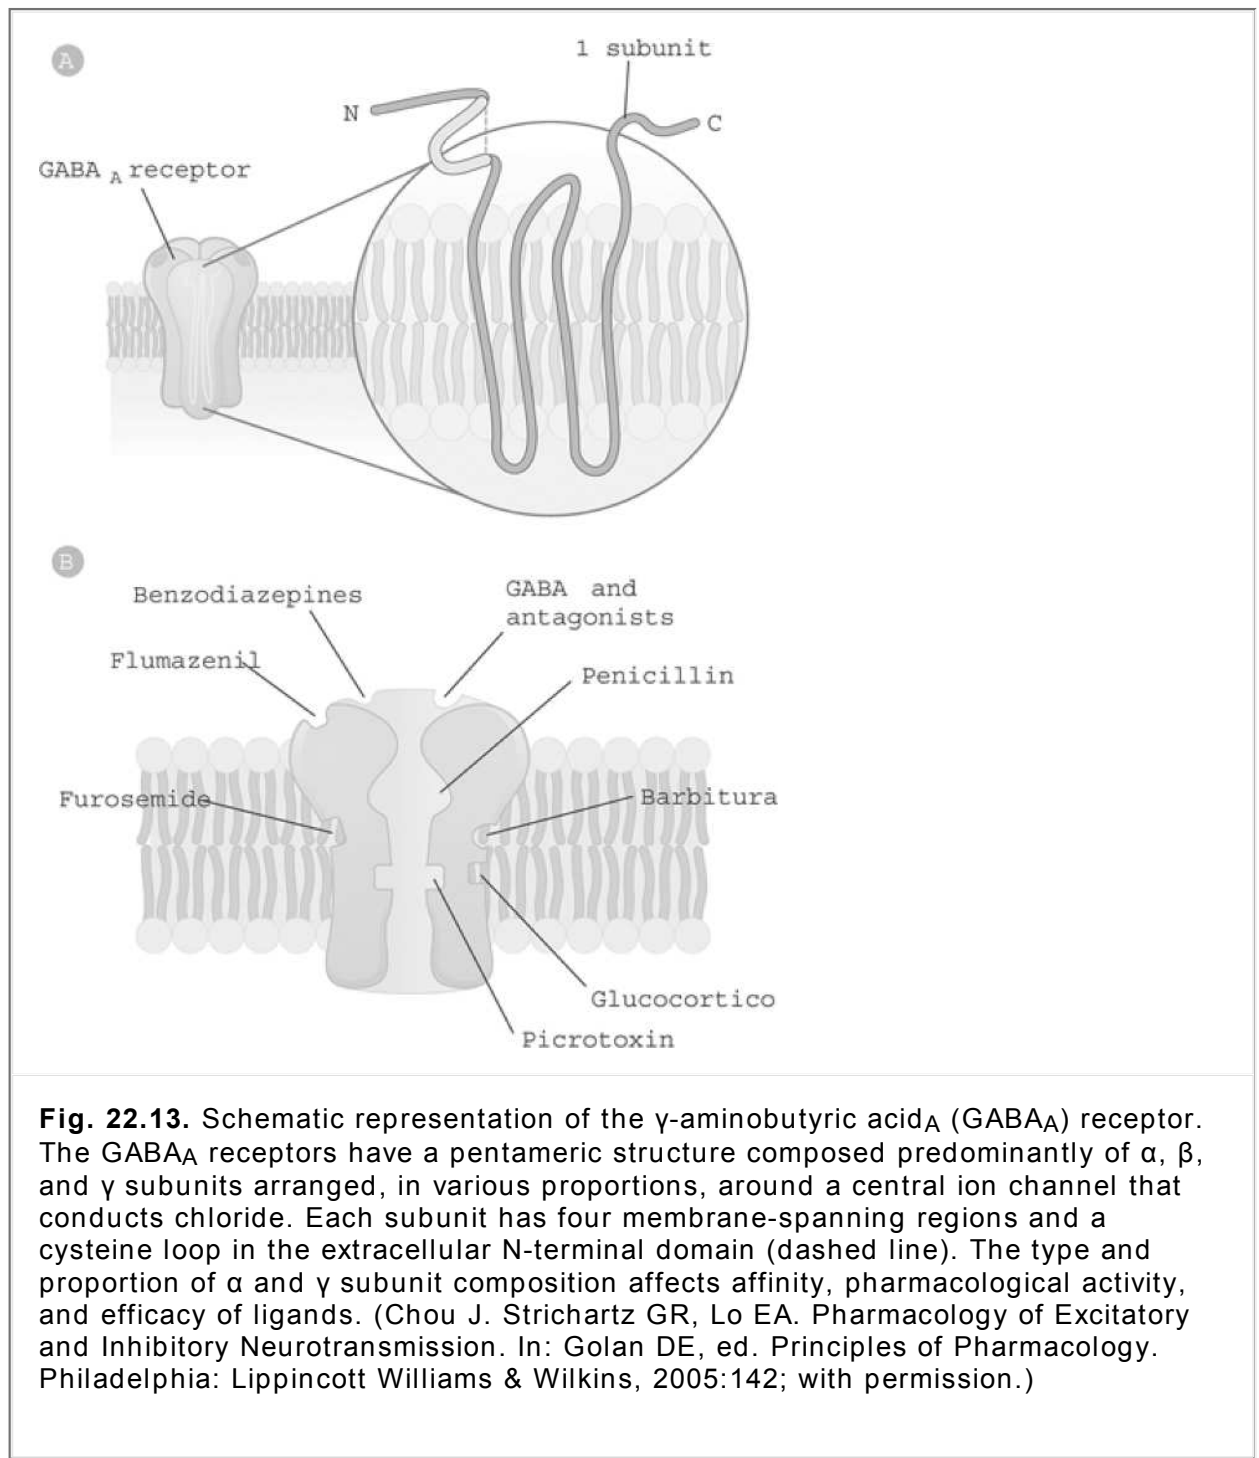 A
1 subunit
N
C
GABA A receptor
B
Benzodiazepines
GABA and
antagonists
Flumazenil
Penicillin
Furosemide
Barbitura
Glucocortico
Picrotoxin
Fig. 22.13. Schematic representation of the γ-aminobutyric acidA (GABAA) receptor.
The GABAA receptors have a pentameric structure composed predominantly of α, β,
and γ subunits arranged, in various proportions, around a central ion channel that
conducts chloride. Each subunit has four membrane-spanning regions and a
cysteine loop in the extracellular N-terminal domain (dashed line). The type and
proportion of α and γ subunit composition affects affinity, pharmacological activity,
and efficacy of ligands. (Chou J. Strichartz GR, Lo EA. Pharmacology of Excitatory
and Inhibitory Neurotransmission. In: Golan DE, ed. Principles of Pharmacology.
Philadelphia: Lippincott Williams & Wilkins, 2005:142; with permission.)